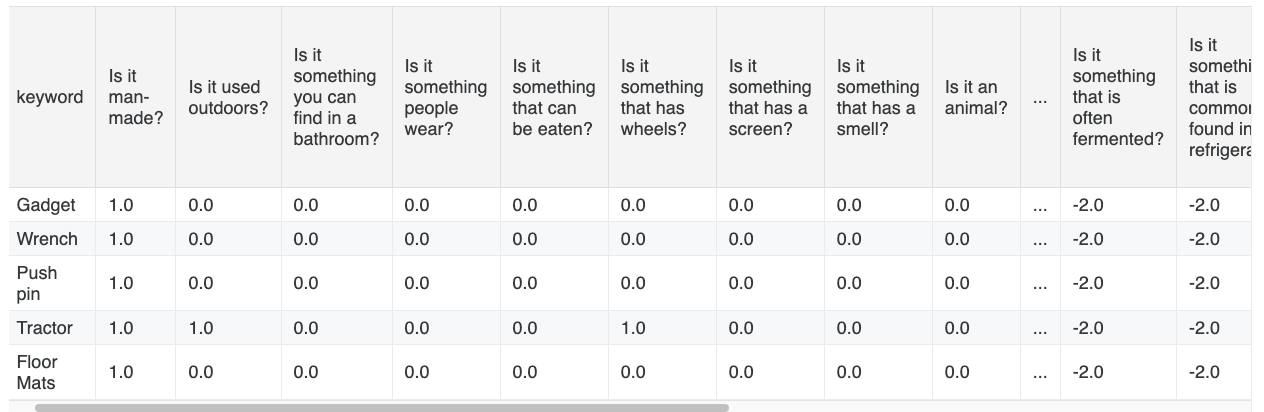 keyword Is it man-made? Is it used outdoors? Is it something you can find in a bathroom? Is it something people wear? Is it something that can be eaten? Is it something that has wheels? Is it something that has a screen? Is it something that has a smell? Is it an animal? ... Is it something that is often fermented? Is it somethi that is common found in refrigera
Gadget 1.0 0.0 0.0 0.0 0.0 0.0 0.0 0.0 0.0 ... -2.0 -2.0
Wrench 1.0 0.0 0.0 0.0 0.0 0.0 0.0 0.0 0.0 ... -2.0 -2.0
Push pin 1.0 0.0 0.0 0.0 0.0 0.0 0.0 0.0 0.0 ... -2.0 -2.0
Tractor 1.0 1.0 0.0 0.0 0.0 1.0 0.0 0.0 0.0 ... -2.0 -2.0
Floor Mats 1.0 0.0 0.0 0.0 0.0 0.0 0.0 0.0 0.0 ... -2.0 -2.0